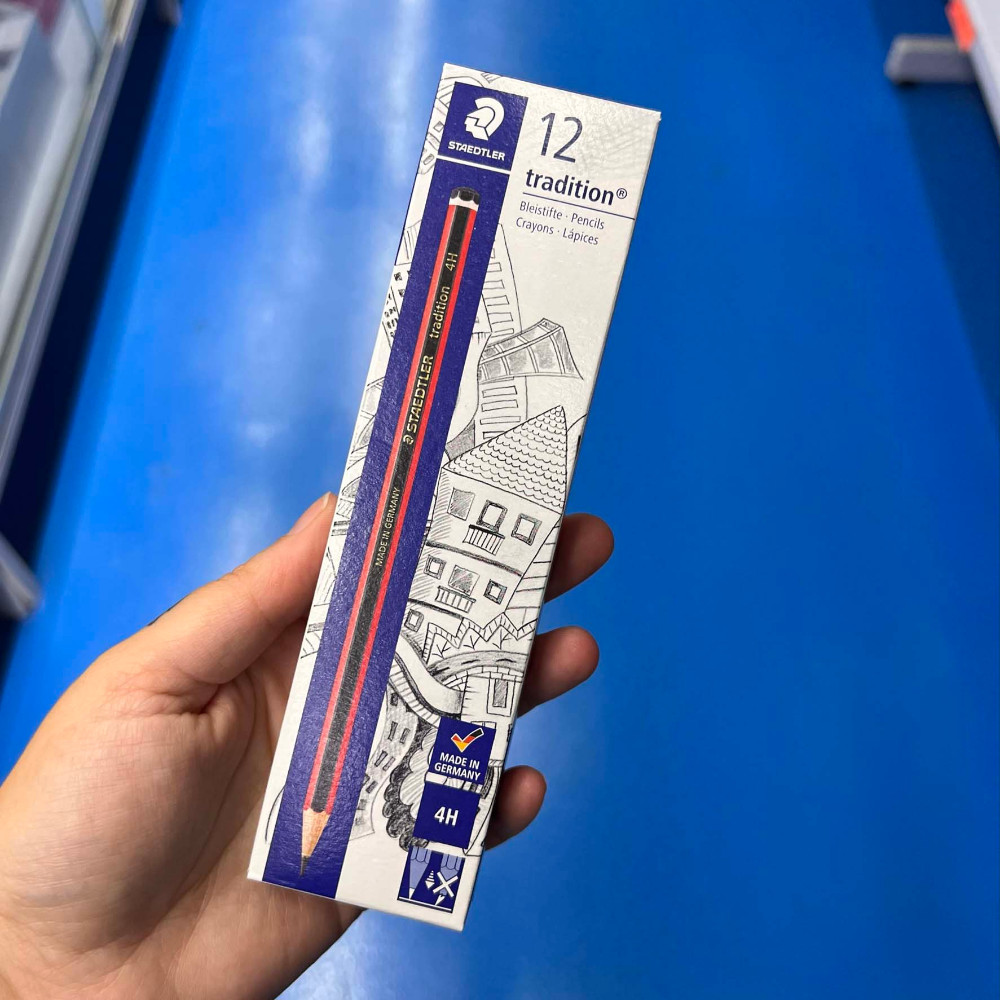 STAEDTLER
12
tradition®
Bleistifte · Pencils
Crayons · Lápices
MADE IN GERMANY STAEDTLER tradition 4H
MADE IN
GERMANY
4H